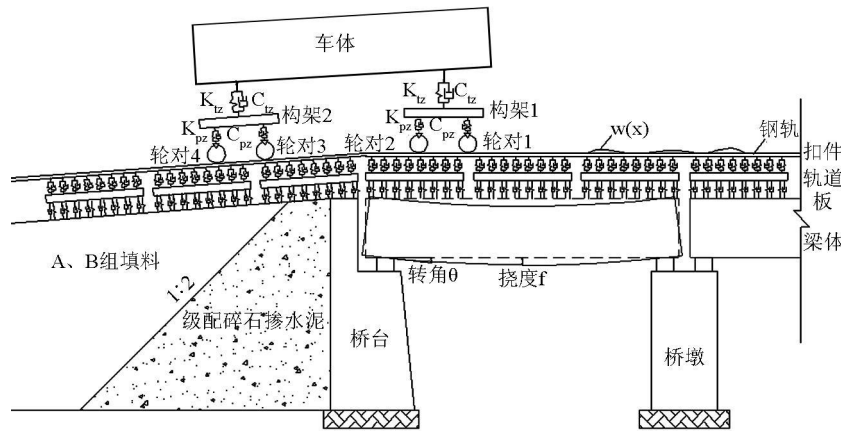 车体
K_tz C_tz 构架2
K_tz C_tz 构架1
K_pz C_pz
K_pz C_pz
轮对4 轮对3 轮对2 轮对1
w(x)
钢轨
扣件
轨道
板
梁体
转角θ 挠度f
A、B组填料
1:2
级配碎石掺水泥
桥台
桥墩